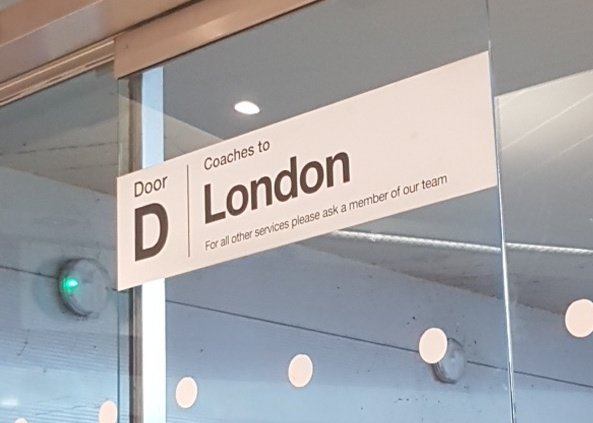 Door
D
Coaches to
London
For all other services please ask a member of our team